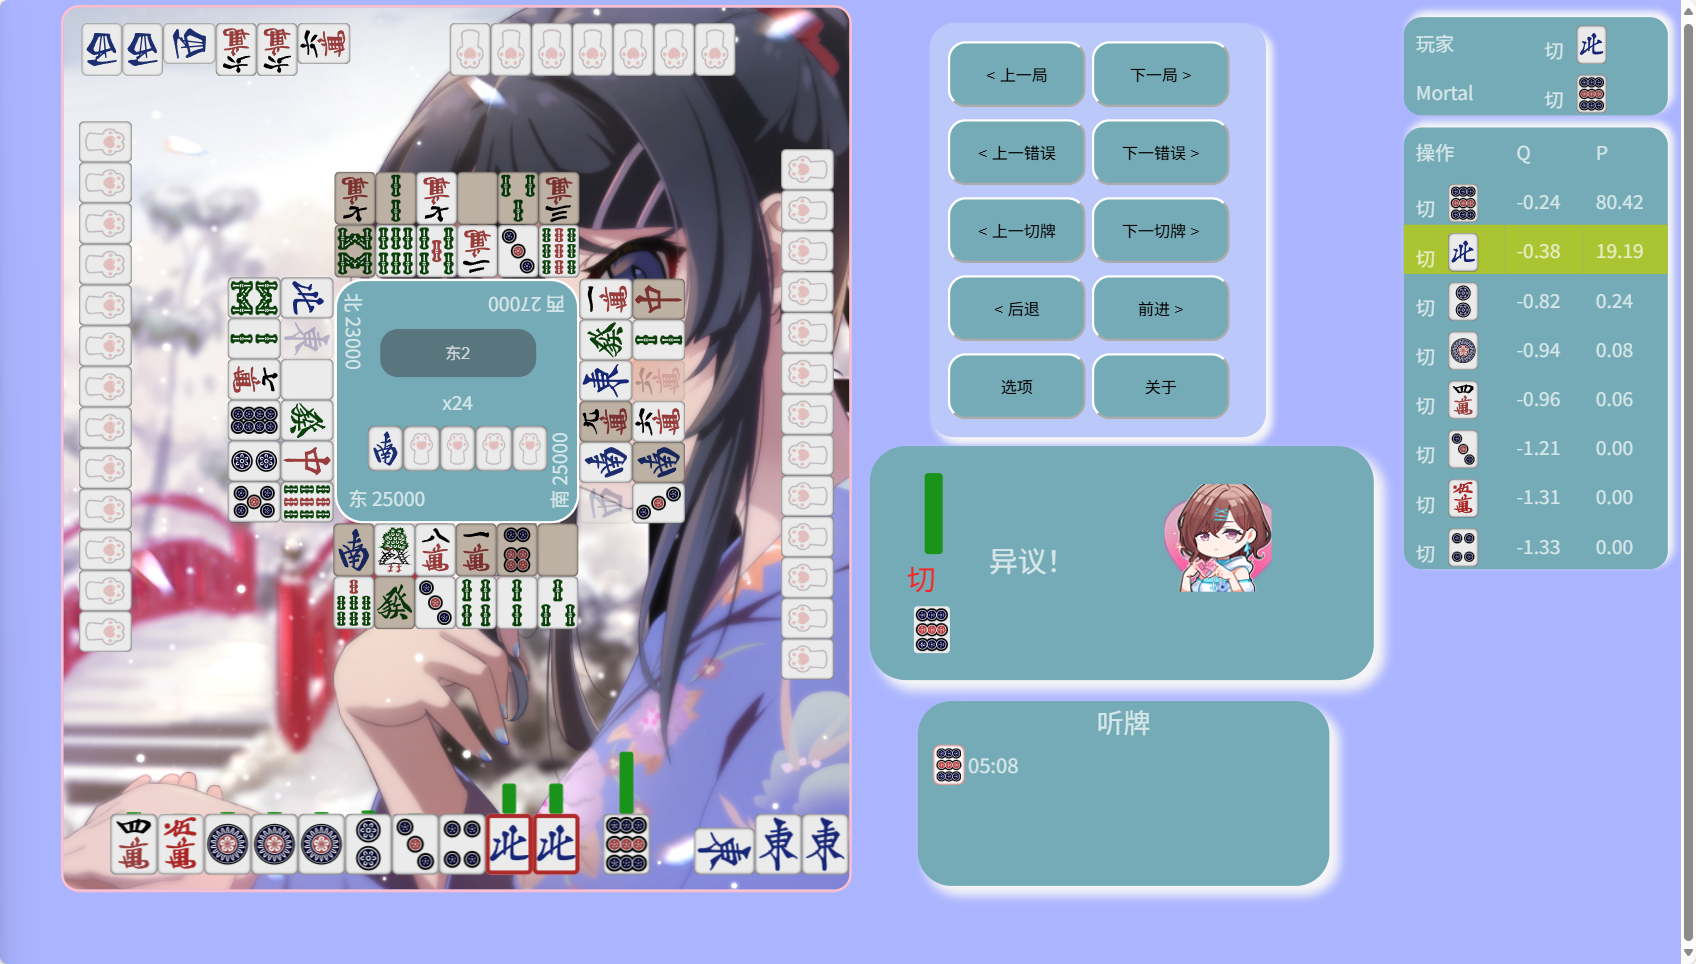 < 上一局
下一局 >
< 上一错误
下一错误 >
< 上一切牌
下一切牌 >
< 后退
前进 >
选项
关于
玩家
切
Mortal
切
操作 Q P
切 -0.24 80.42
切 -0.38 19.19
切 -0.82 0.24
切 -0.94 0.08
切 -0.96 0.06
切 -1.21 0.00
切 -1.31 0.00
切 -1.33 0.00
北 23000
西 27000
东2
x24
东 25000
南 25000
切
异议！
听牌
05:08